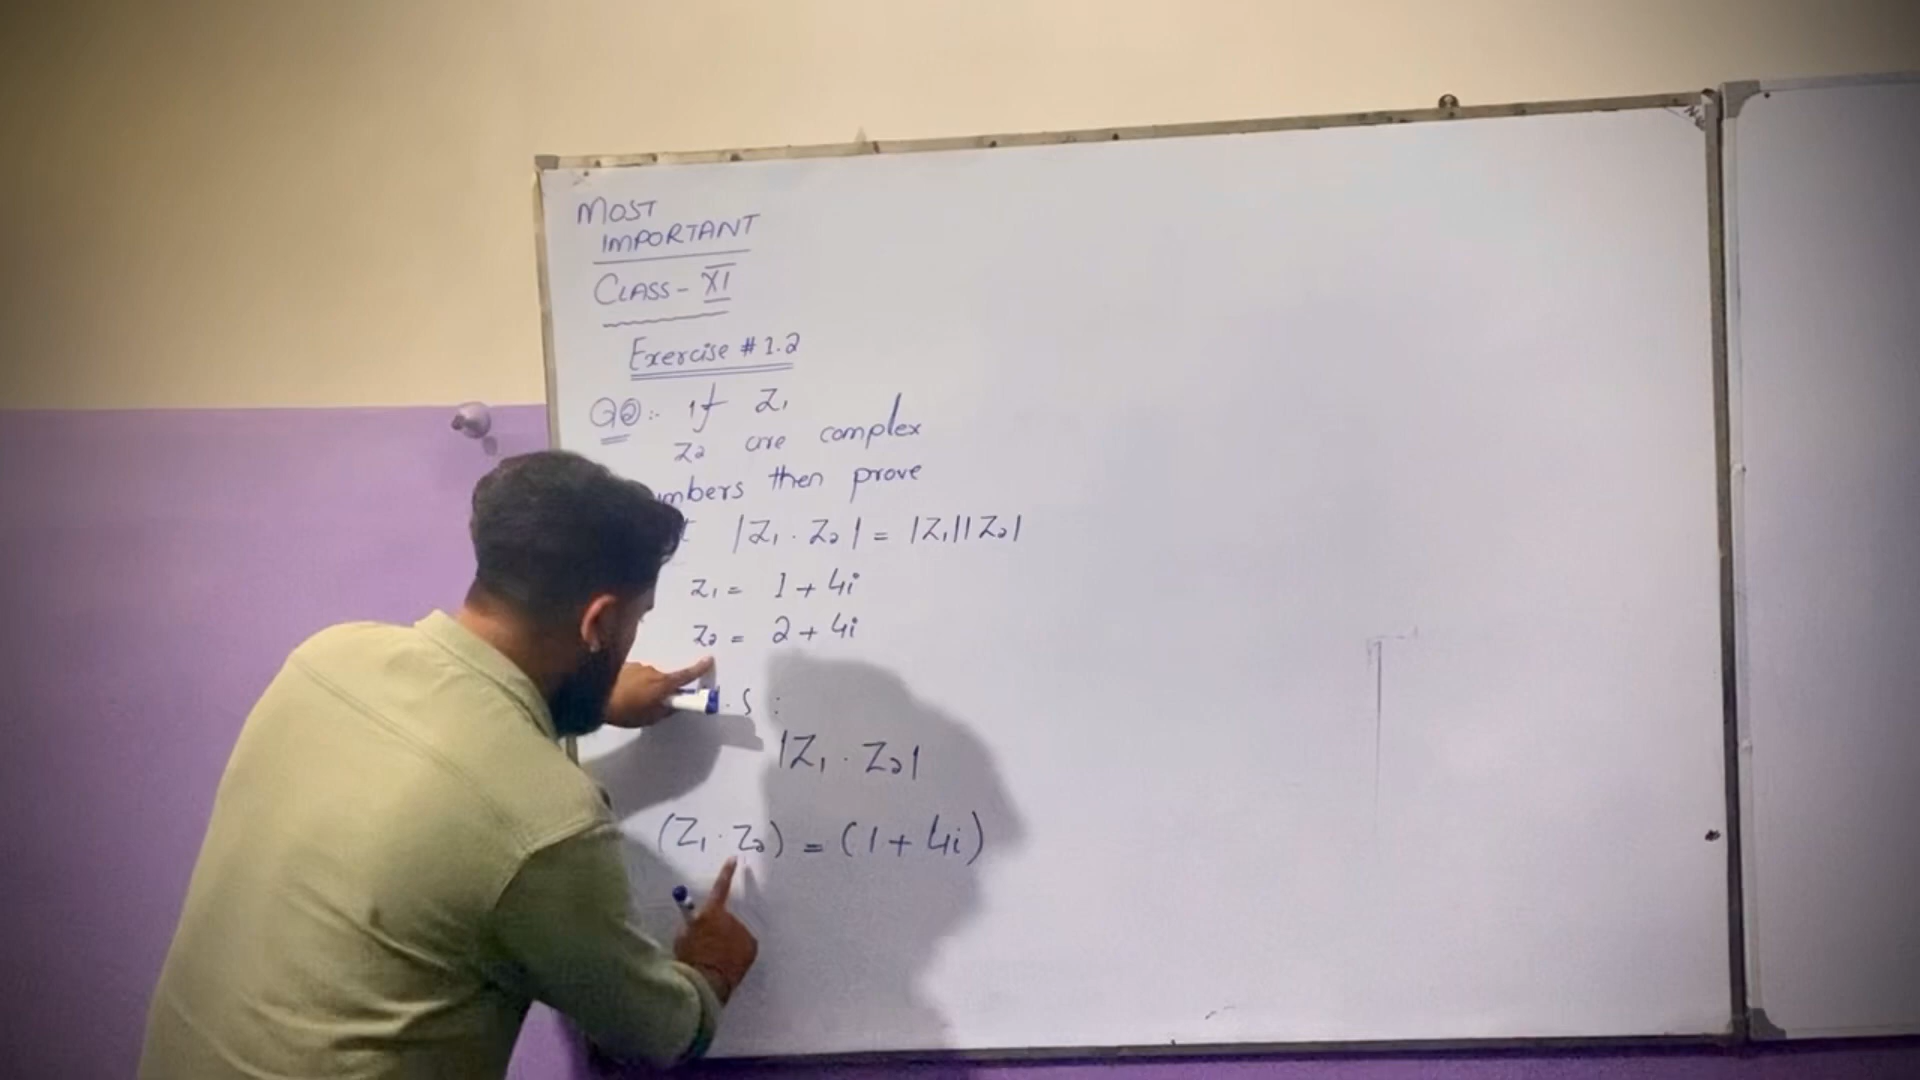 MOST
IMPORTANT
CLASS - XI
Exercise # 1.2
Q2:- if Z₁
Z₂ are complex
then prove
|Z₁ . Z₂| = |Z₁||Z₂|
Z₁ = 1 + 4i
Z₂ = 2 + 4i
. S :
|Z₁ . Z₂|
(Z₁ . Z₂) = (1 + 4i)